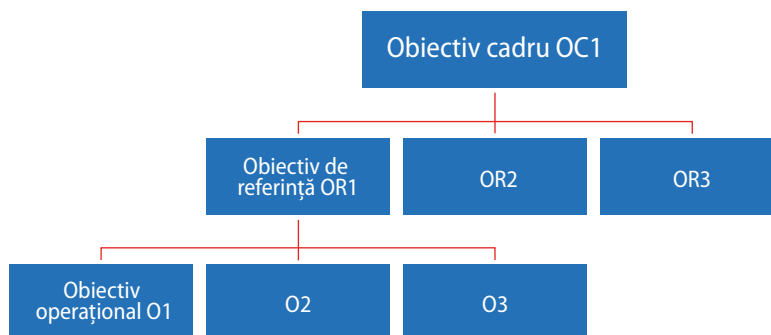 Obiectiv cadru OC1
Obiectiv de
referință OR1
OR2
OR3
Obiectiv
operațional O1
O2
O3